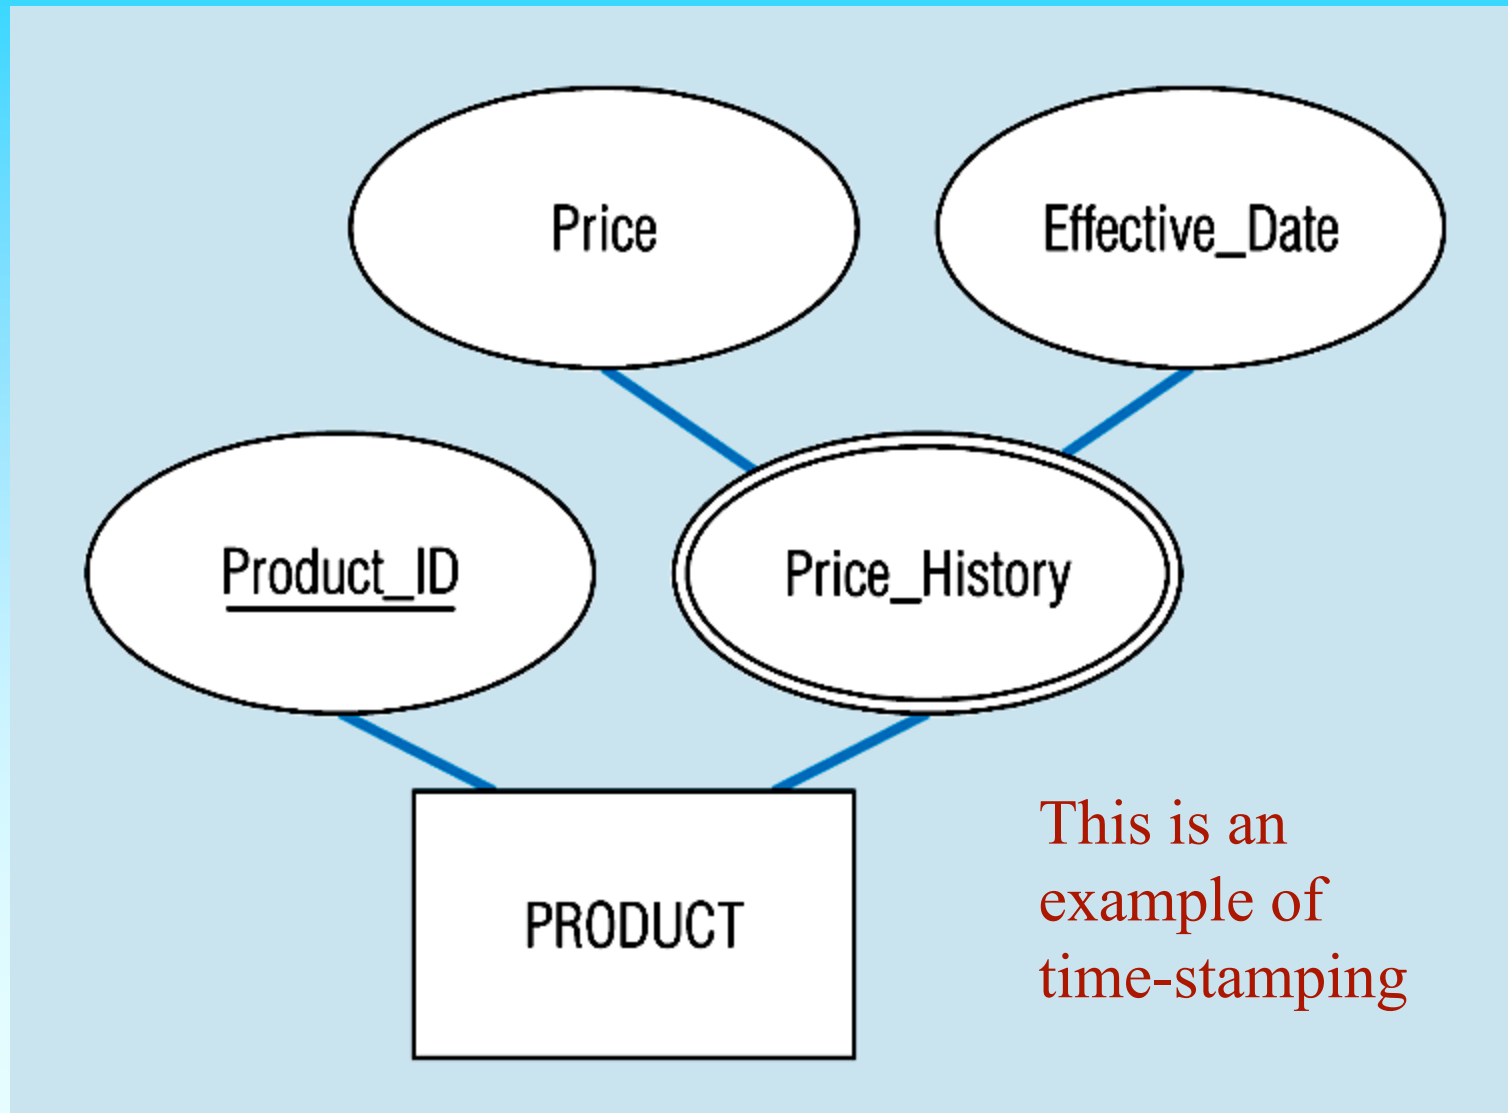 Price
Effective_Date
Product_ID
Price_History
PRODUCT
This is an
example of
time-stamping